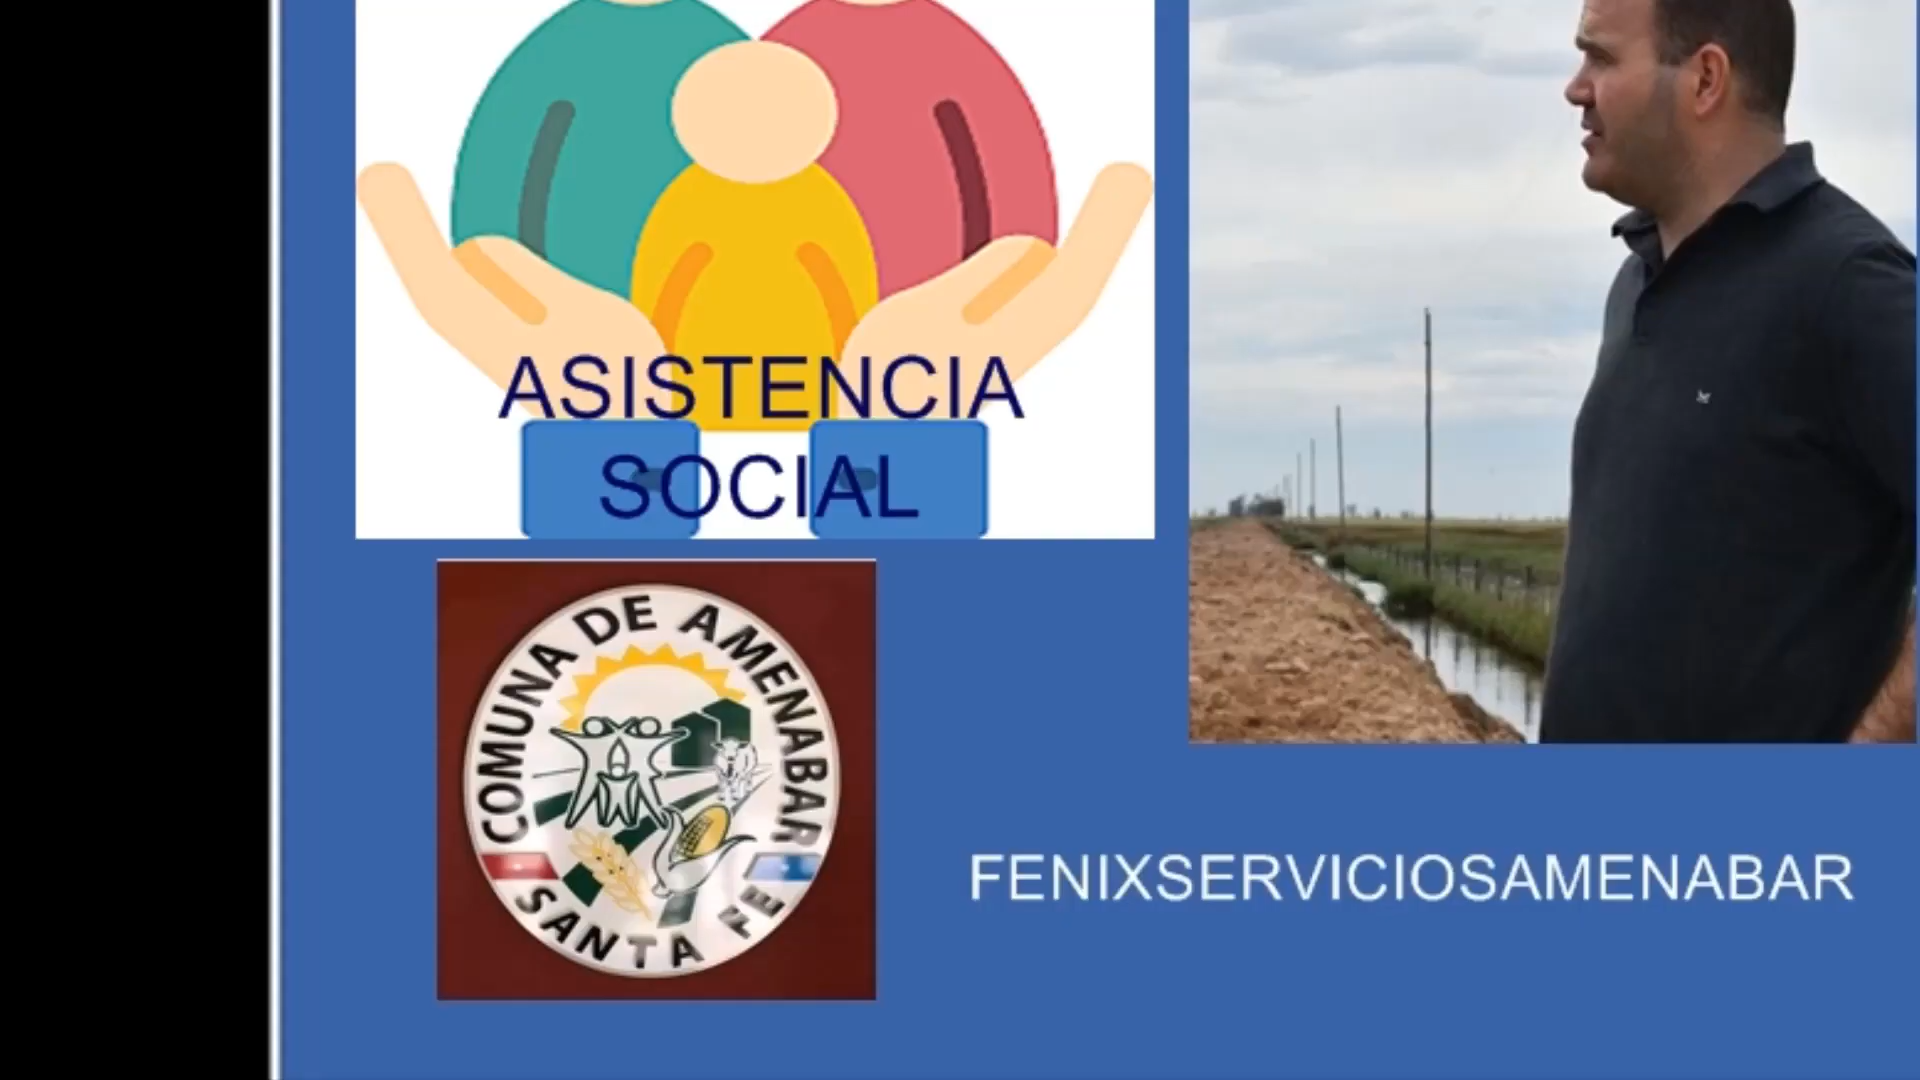 ASISTENCIA
SOCIAL
COMUNA DE AMENABAR
SANTA FE
FENIXSERVICIOSAMENABAR